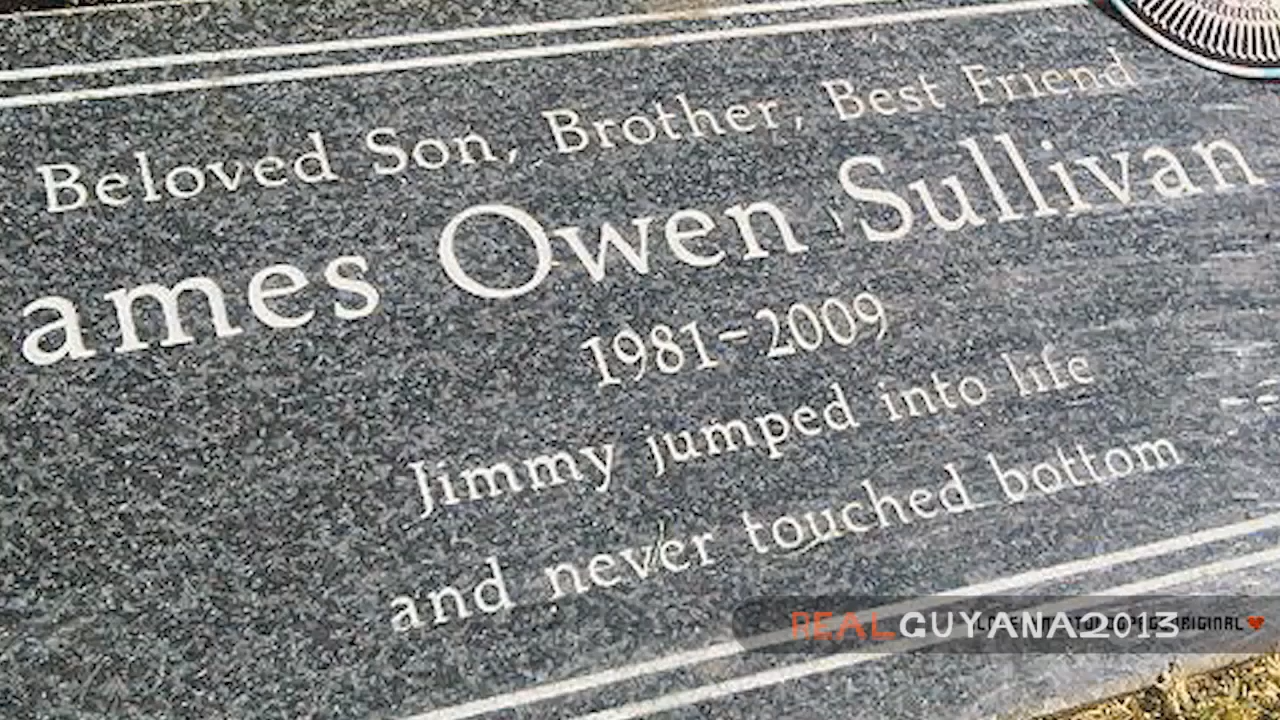 Beloved Son, Brother, Best Friend
ames Owen Sullivan
1981-2009
Jimmy jumped into life
and never touched bottom
REALGUYANA2013